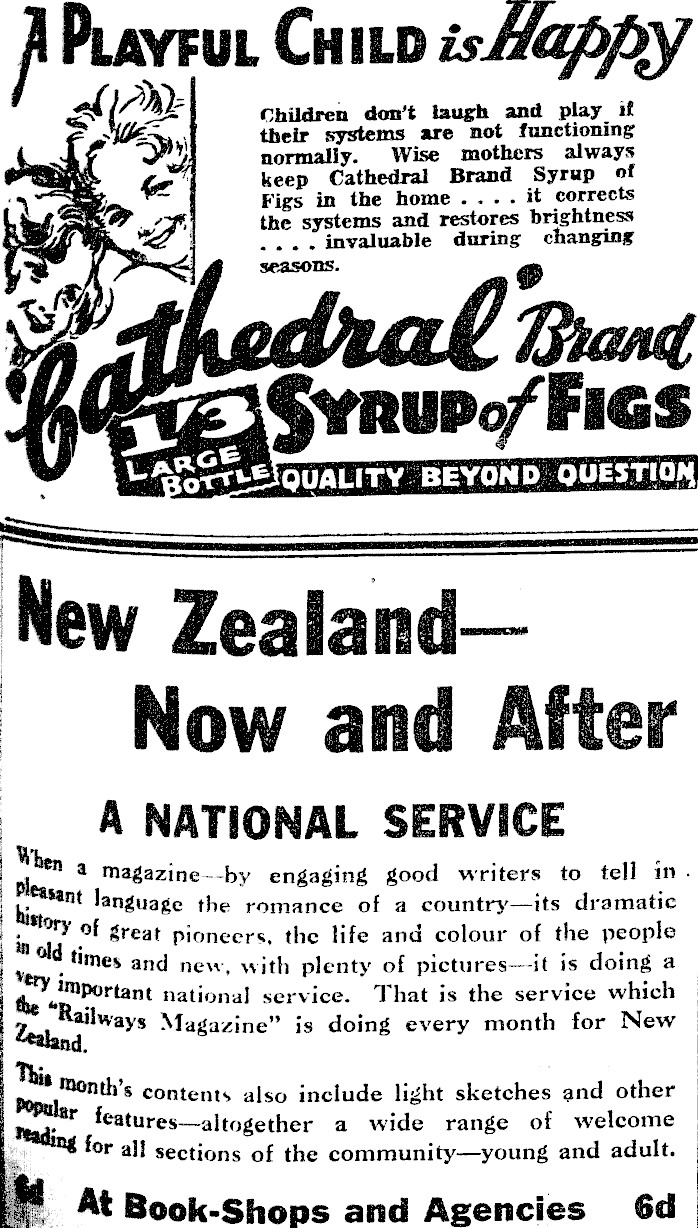 A PLAYFUL CHILD is Happy
Children don't laugh and play if
their systems are not functioning
normally. Wise mothers always
keep Cathedral Brand Syrup of
Figs in the home . . . . it corrects
the systems and restores brightness
. . . . invaluable during changing
seasons.
Cathedral Brand
SYRUP of FIGS
1/3
LARGE
BOTTLE
QUALITY BEYOND QUESTION
New Zealand—
Now and After
A NATIONAL SERVICE
When a magazine—by engaging good writers to tell in
pleasant language the romance of a country—its dramatic
history of great pioneers, the life and colour of the people
in old times and new, with plenty of pictures—it is doing a
very important national service. That is the service which
the "Railways Magazine" is doing every month for New
Zealand.
This month's contents also include light sketches and other
popular features—altogether a wide range of welcome
reading for all sections of the community—young and adult.
6d At Book-Shops and Agencies 6d